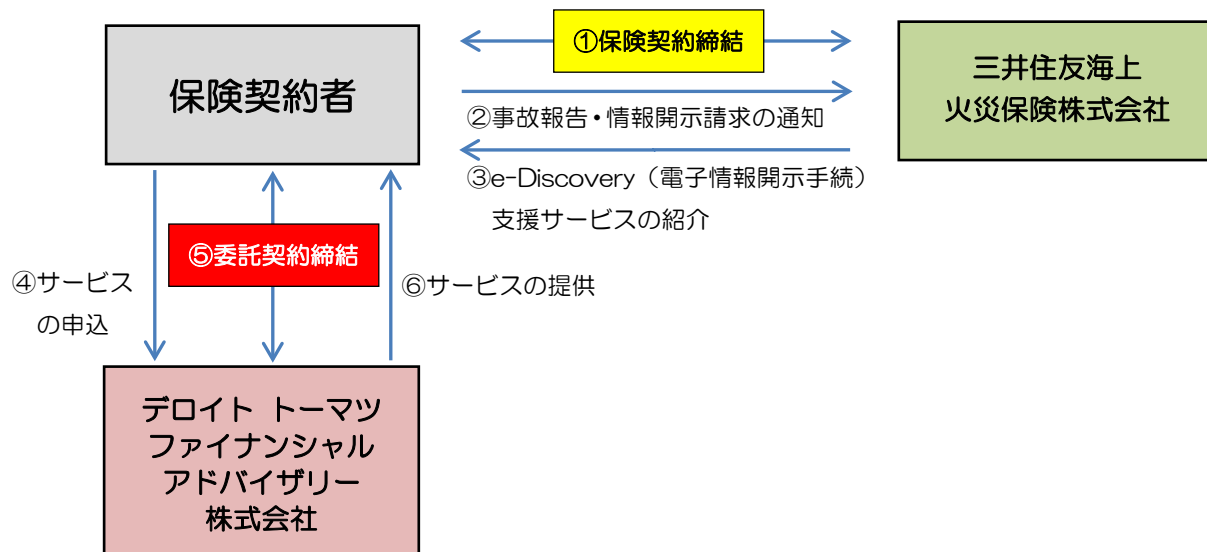 保険契約者
①保険契約締結
三井住友海上
火災保険株式会社
②事故報告・情報開示請求の通知
③e-Discovery（電子情報開示手続）
支援サービスの紹介
④サービス
の申込
⑤委託契約締結
⑥サービスの提供
デロイト トーマツ
ファイナンシャル
アドバイザリー
株式会社